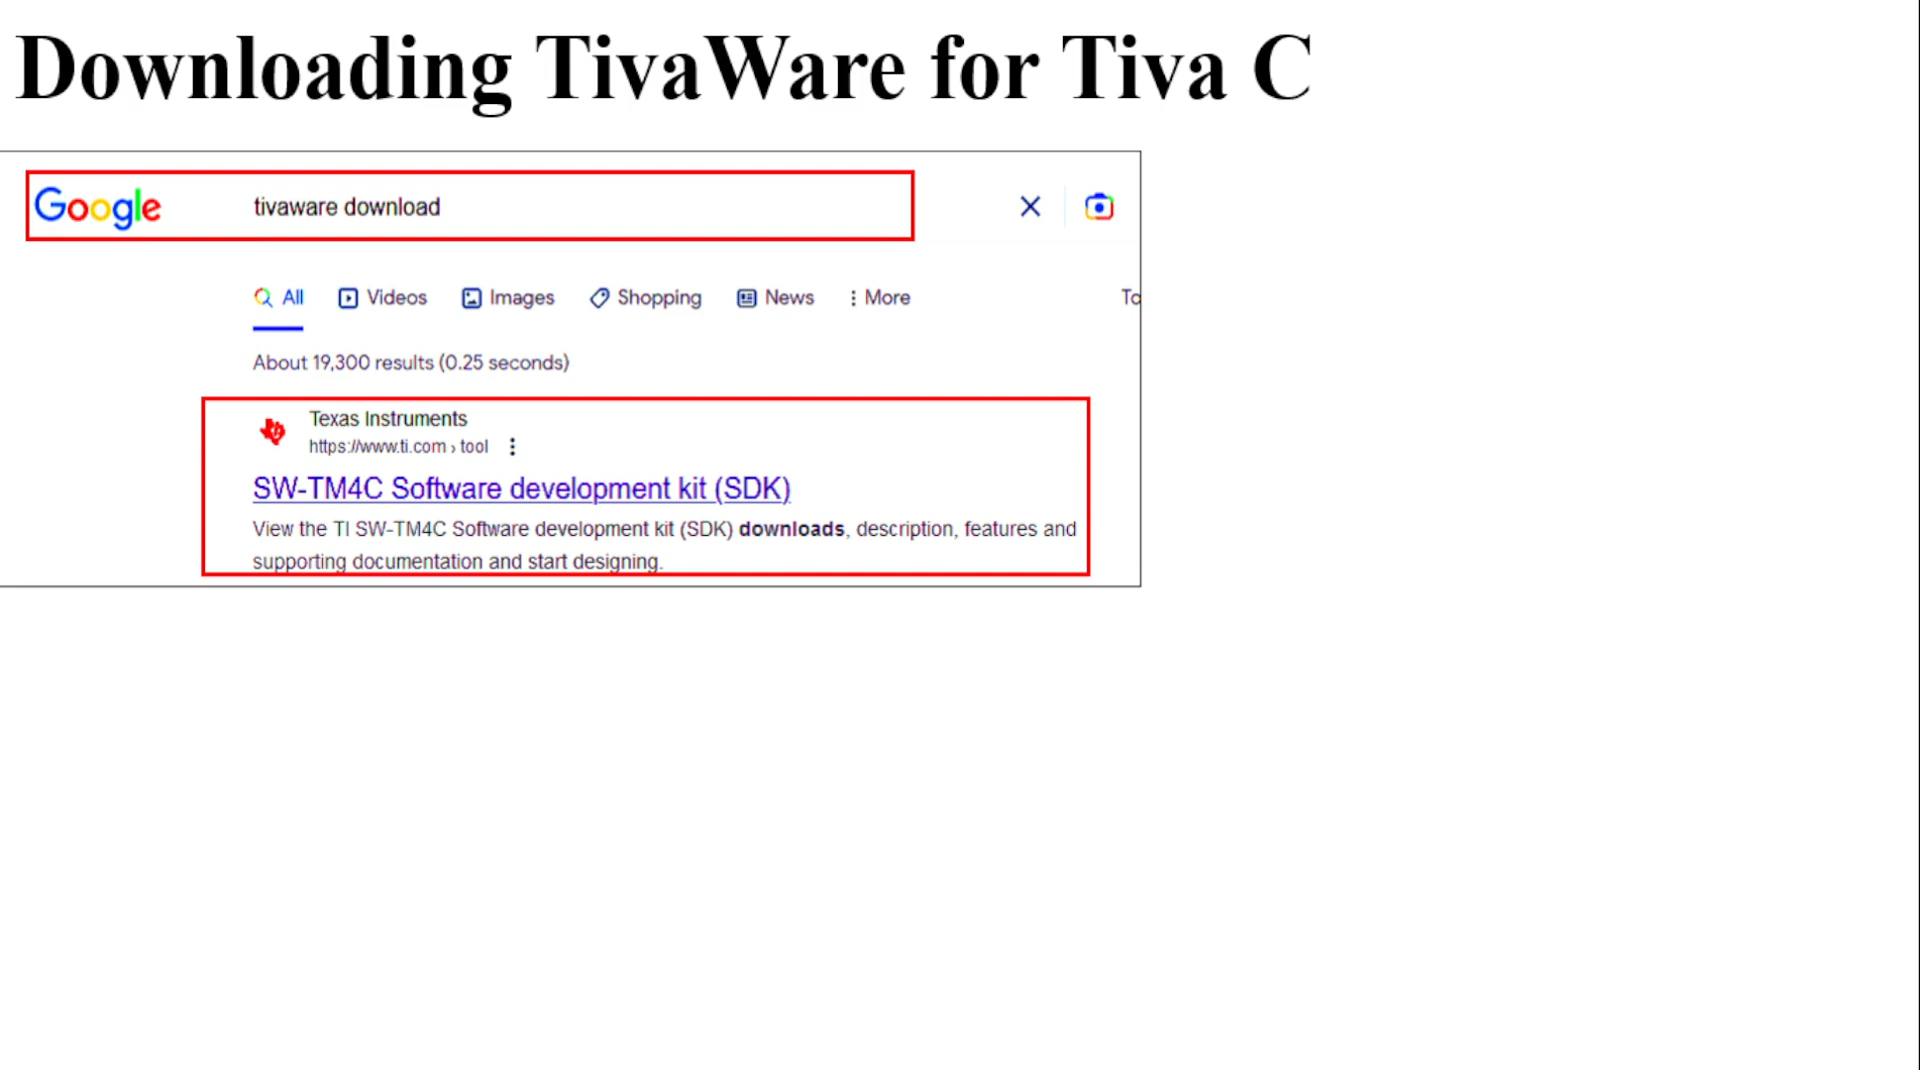 Downloading TivaWare for Tiva C
Google tivaware download
All Videos Images Shopping News More To
About 19,300 results (0.25 seconds)
Texas Instruments
https://www.ti.com › tool
SW-TM4C Software development kit (SDK)
View the TI SW-TM4C Software development kit (SDK) downloads, description, features and
supporting documentation and start designing.